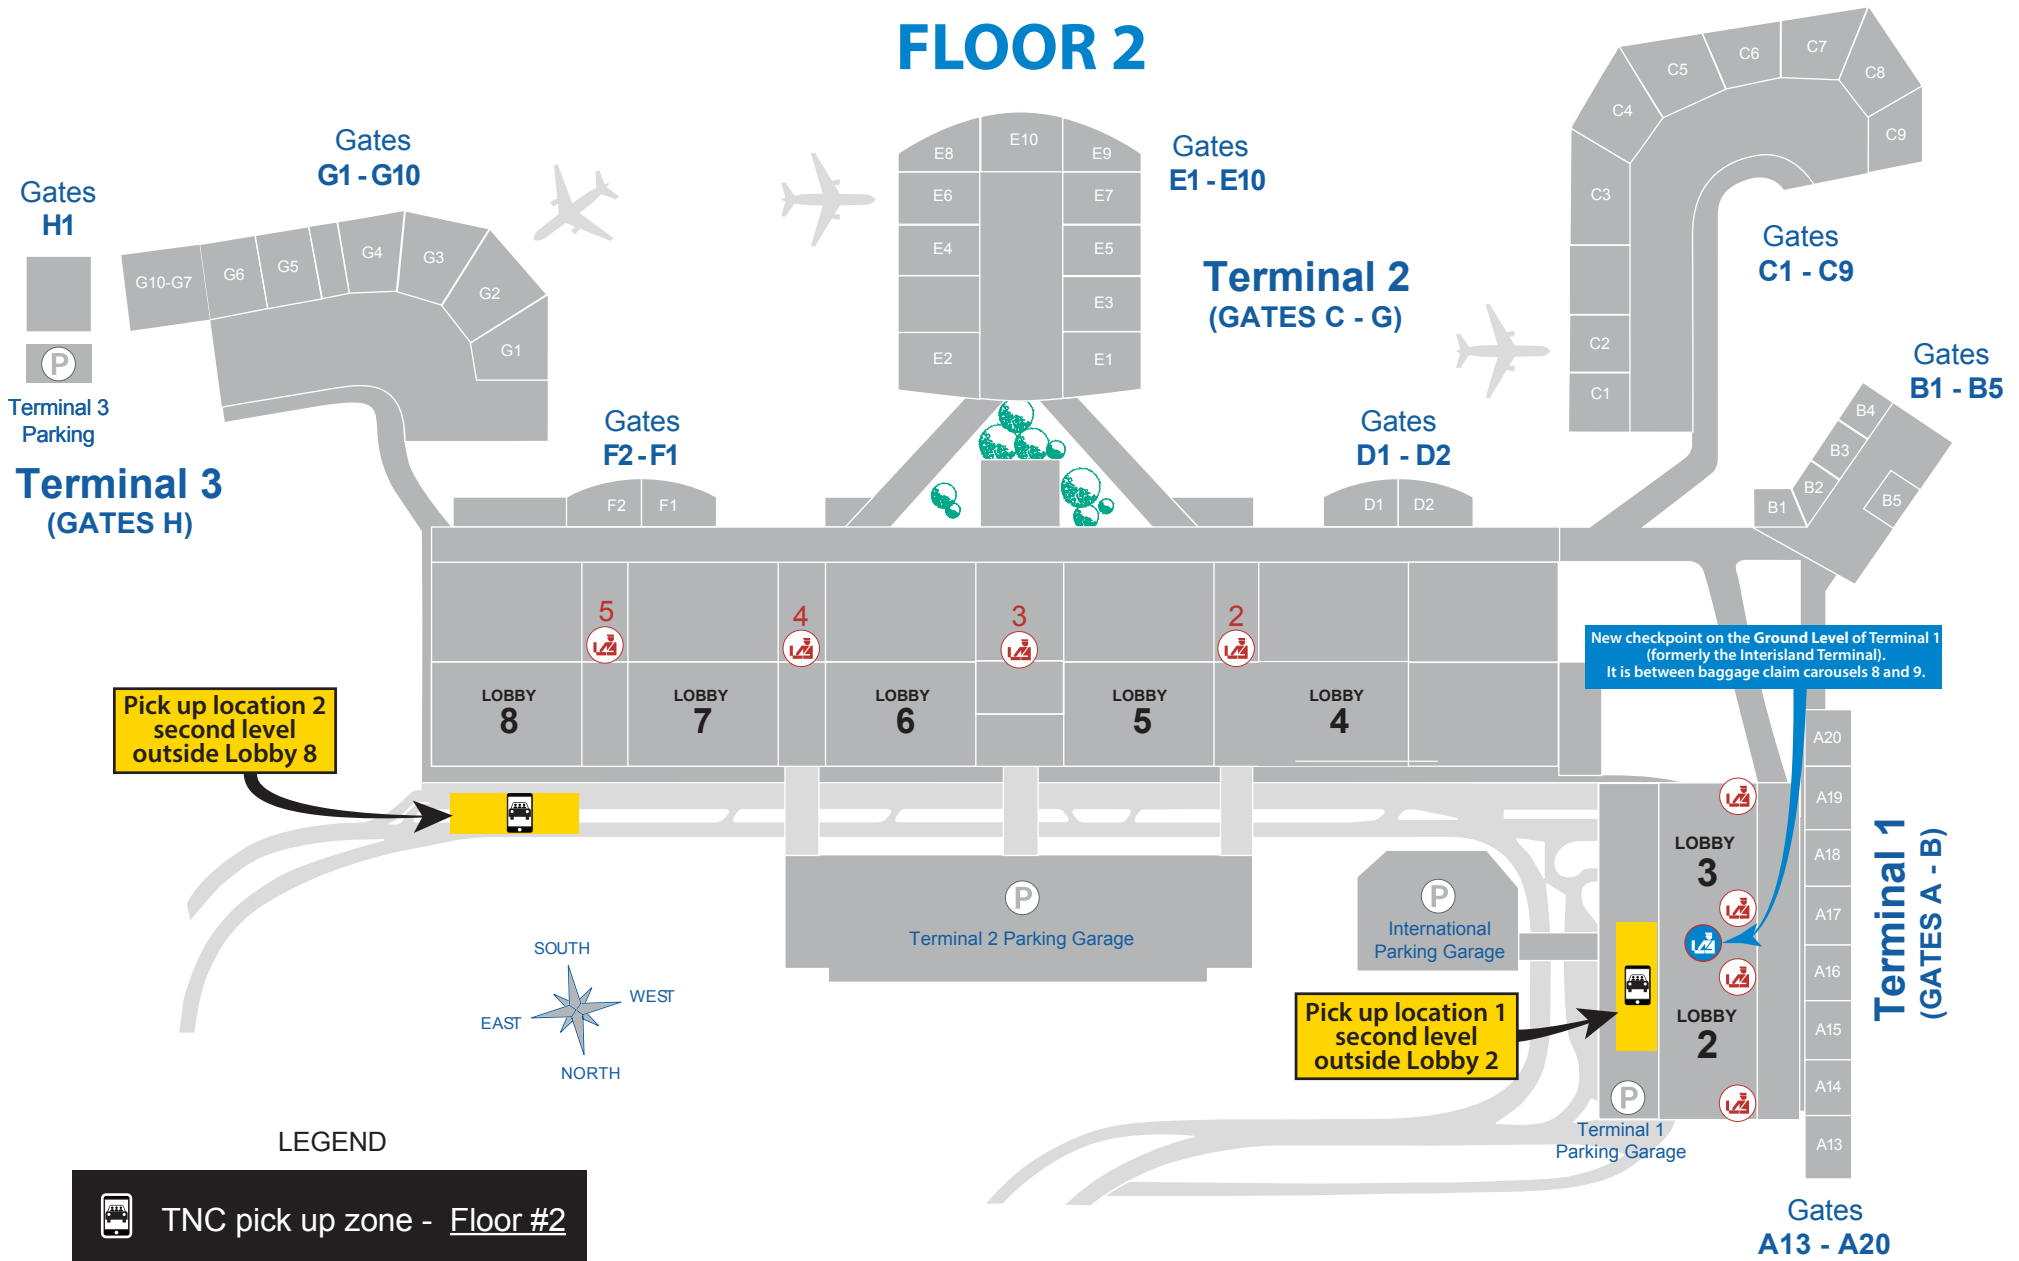 FLOOR 2
Gates
G1 - G10
Gates
H1
Terminal 3
Parking
Terminal 3
(GATES H)
G10-G7
G6
G5
G4
G3
G2
G1
Gates
F2 - F1
F2
F1
E8
E10
E9
E6
E7
E4
E5
E3
E2
E1
Gates
E1 - E10
Terminal 2
(GATES C - G)
Gates
D1 - D2
D1
D2
C7
C6
C5
C8
C4
C9
C3
C2
C1
Gates
C1 - C9
Gates
B1 - B5
B4
B3
B2
B1
B5
5
4
3
2
New checkpoint on the Ground Level of Terminal 1
(formerly the Interisland Terminal).
It is between baggage claim carousels 8 and 9.
LOBBY
8
LOBBY
7
LOBBY
6
LOBBY
5
LOBBY
4
Pick up location 2
second level
outside Lobby 8
P
P
Terminal 2 Parking Garage
P
International
Parking Garage
LOBBY
3
LOBBY
2
A20
A19
A18
A17
A16
A15
A14
A13
Terminal 1
(GATES A - B)
Pick up location 1
second level
outside Lobby 2
P
Terminal 1
Parking Garage
Gates
A13 - A20
SOUTH
WEST
EAST
NORTH
LEGEND
TNC pick up zone - Floor #2